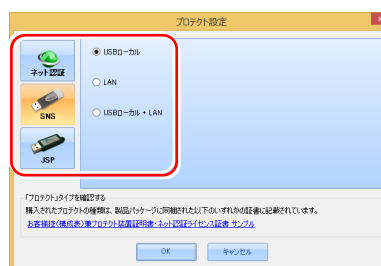 プロテクト設定
ネット認証
SNS
JSP
USBローカル
LAN
USBローカル + LAN
「プロテクト」タイプを確認する
購入されたプロテクトの種類は、製品パッケージに同梱された以下のいずれかの証書に記載されています。
お客様控(構成表)兼プロテクト装置証明書・ネット認証ライセンス証書 サンプル
OK
キャンセル